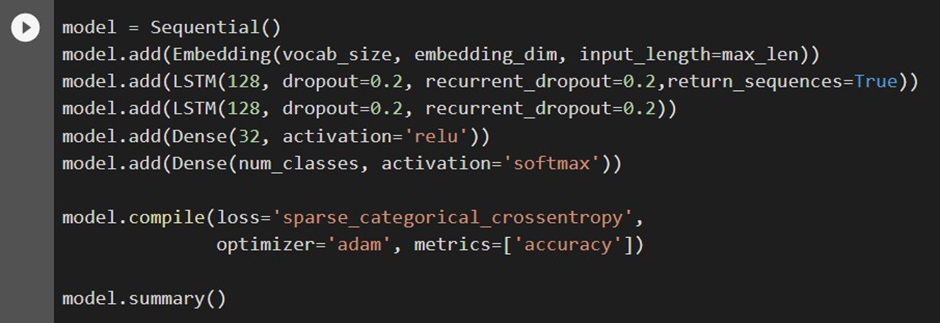 model = Sequential()
model.add(Embedding(vocab_size, embedding_dim, input_length=max_len))
model.add(LSTM(128, dropout=0.2, recurrent_dropout=0.2,return_sequences=True))
model.add(LSTM(128, dropout=0.2, recurrent_dropout=0.2))
model.add(Dense(32, activation='relu'))
model.add(Dense(num_classes, activation='softmax'))
model.compile(loss='sparse_categorical_crossentropy',
optimizer='adam', metrics=['accuracy'])
model.summary()